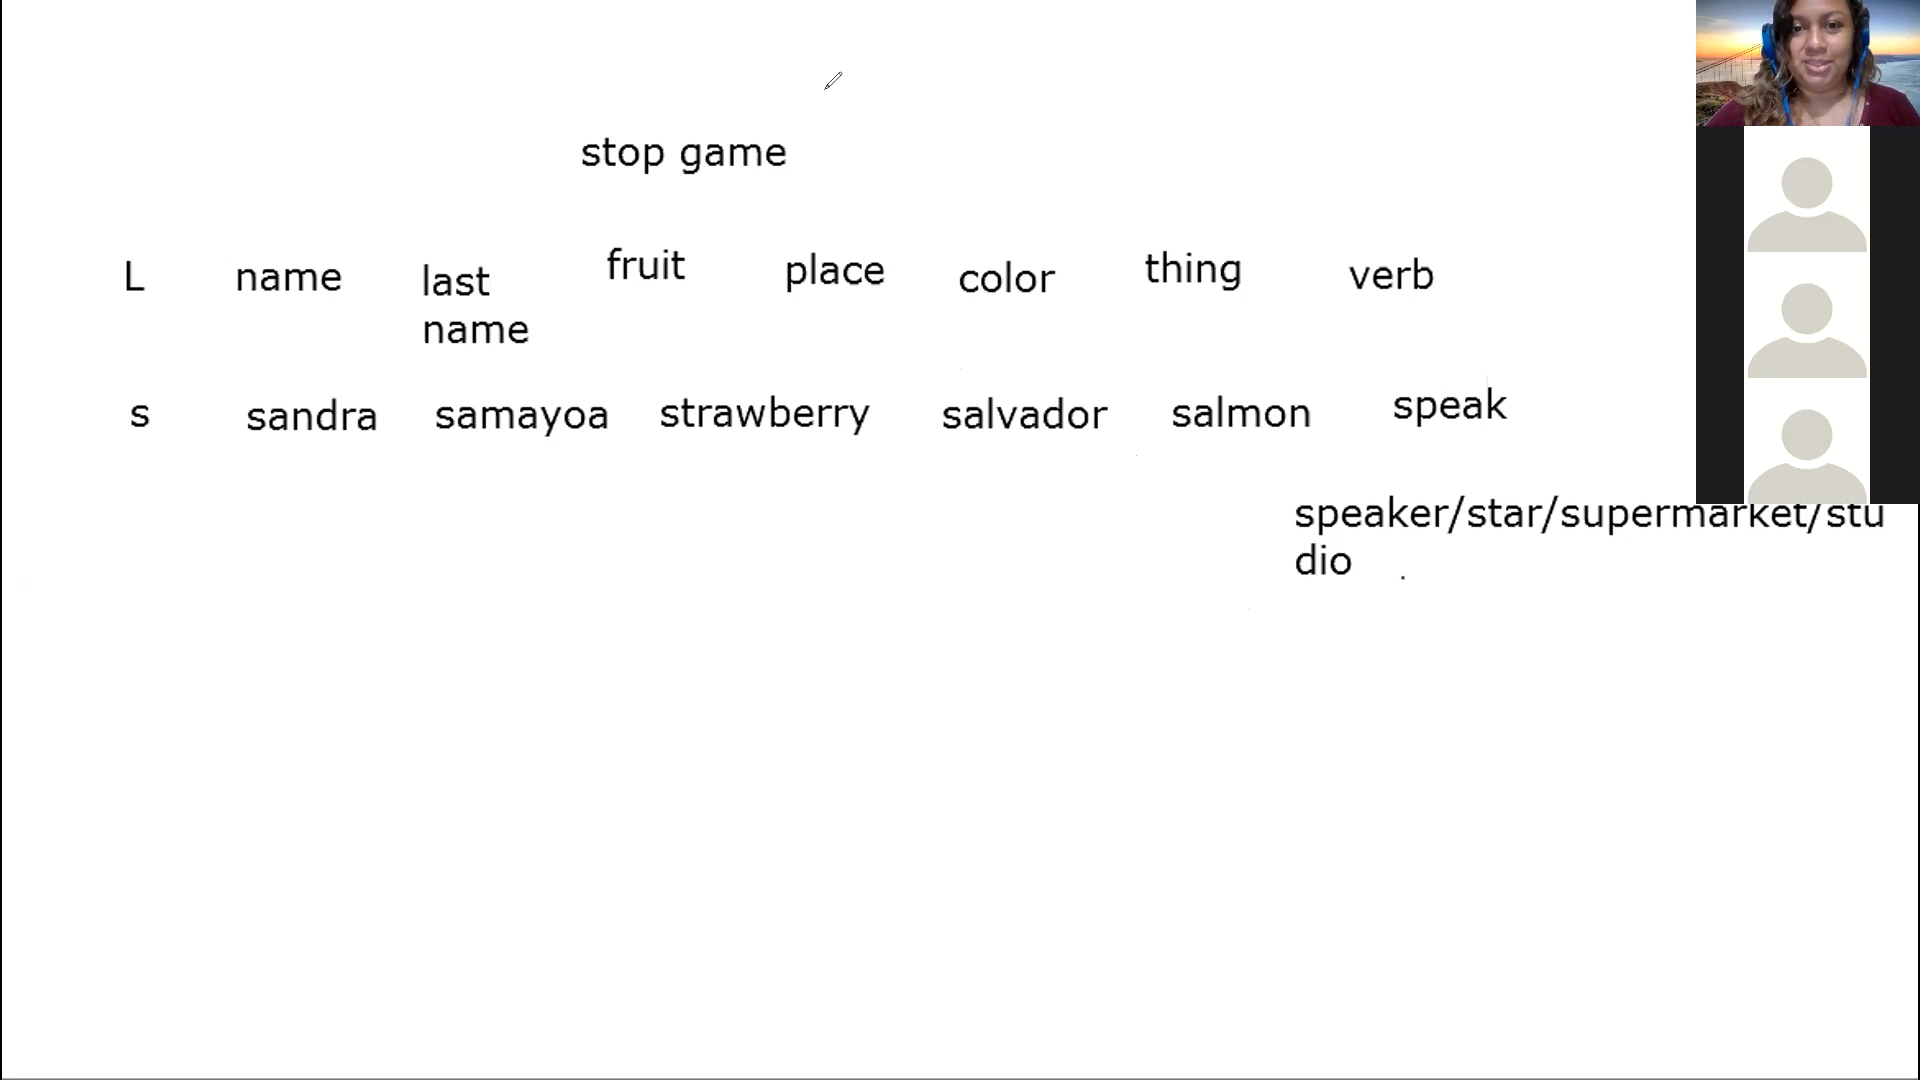 stop game
L name last name fruit place color thing verb
s sandra samayoa strawberry salvador salmon speak
speaker/star/supermarket/stu
dio .